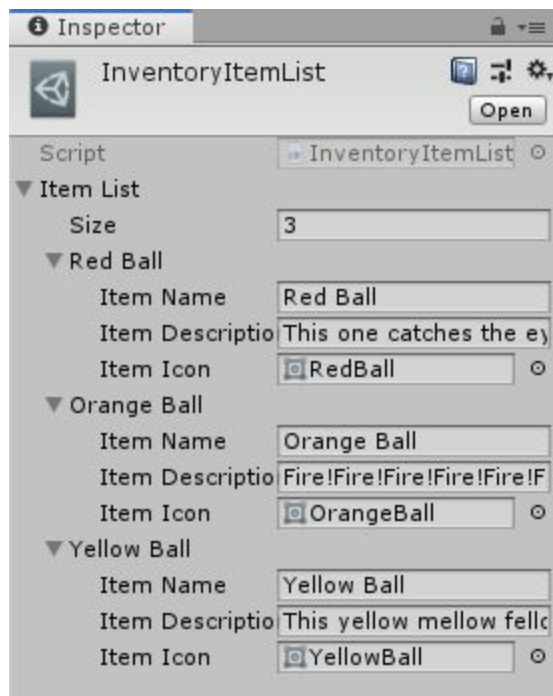 Inspector
InventoryItemList
Open
Script InventoryItemList
Item List
Size 3
Red Ball
Item Name Red Ball
Item Descriptio This one catches the ey
Item Icon RedBall
Orange Ball
Item Name Orange Ball
Item Descriptio Fire!Fire!Fire!Fire!Fire!F
Item Icon OrangeBall
Yellow Ball
Item Name Yellow Ball
Item Descriptio This yellow mellow fello
Item Icon YellowBall